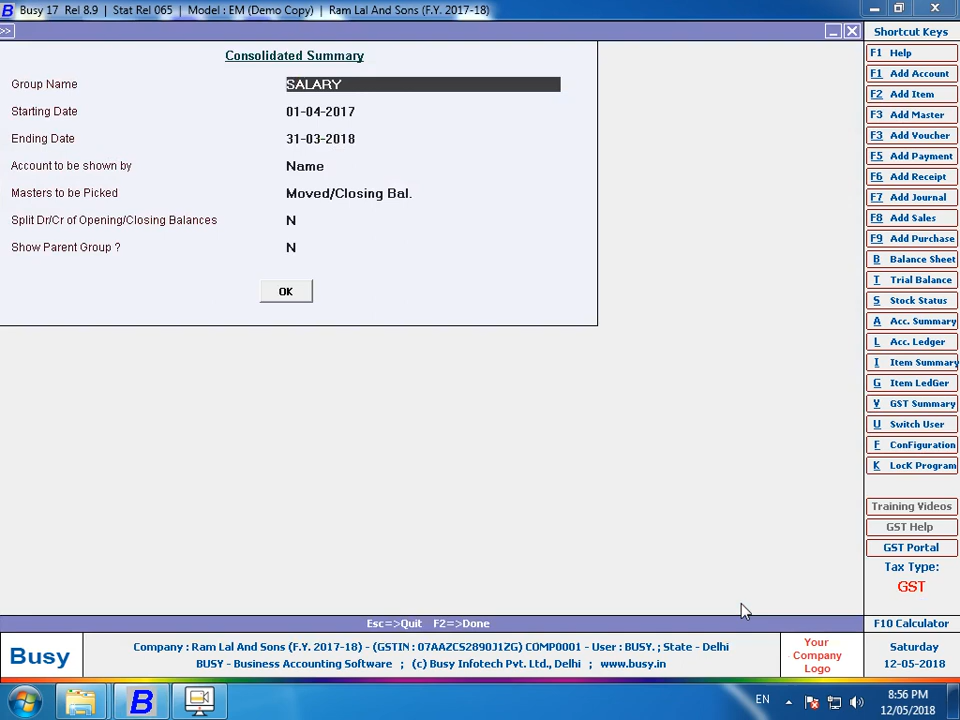 Busy 17 Rel 8.9 | Stat Rel 065 | Model : EM (Demo Copy) | Ram Lal And Sons (F.Y. 2017-18)
>>
Consolidated Summary
Group Name SALARY
Starting Date 01-04-2017
Ending Date 31-03-2018
Account to be shown by Name
Masters to be Picked Moved/Closing Bal.
Split Dr/Cr of Opening/Closing Balances N
Show Parent Group ? N
OK
Shortcut Keys
F1 Help
F1 Add Account
F2 Add Item
F3 Add Master
F3 Add Voucher
F5 Add Payment
F6 Add Receipt
F7 Add Journal
F8 Add Sales
F9 Add Purchase
B Balance Sheet
T Trial Balance
S Stock Status
A Acc. Summary
L Acc. Ledger
I Item Summary
G Item LedGer
Y GST Summary
U Switch User
F ConFiguration
K LocK Program
Training Videos
GST Help
GST Portal
Tax Type:
GST
Esc=>Quit F2=>Done
F10 Calculator
Busy
Company : Ram Lal And Sons (F.Y. 2017-18) - (GSTIN : 07AAZCS2890J1ZG) COMP0001 - User : BUSY. ; State - Delhi
BUSY - Business Accounting Software ; (c) Busy Infotech Pvt. Ltd., Delhi ; www.busy.in
Your
Company
Logo
Saturday
12-05-2018
B
EN
8:56 PM
12/05/2018